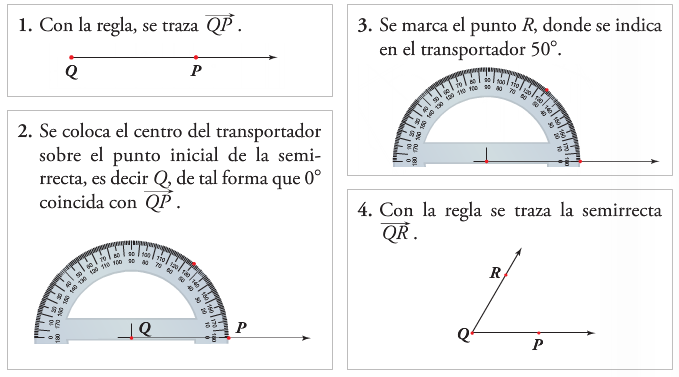 1. Con la regla, se traza QP.
Q P
2. Se coloca el centro del transportador
sobre el punto inicial de la semi-
rrecta, es decir Q, de tal forma que 0°
coincida con QP.
Q P
3. Se marca el punto R, donde se indica
en el transportador 50°.
4. Con la regla se traza la semirrecta
QR.
R
Q
P